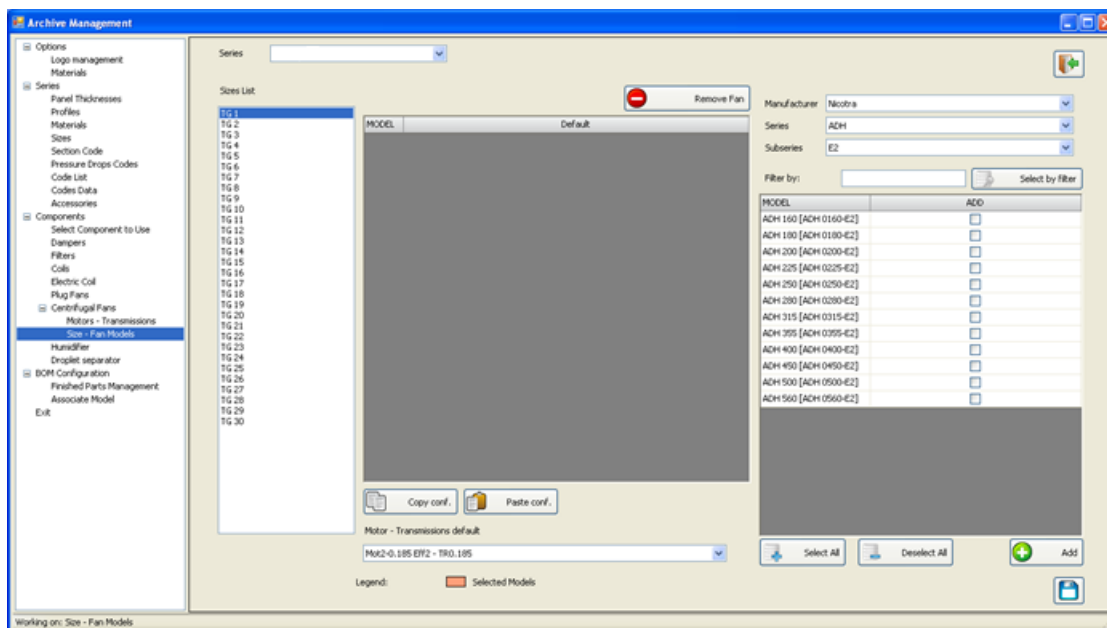 Archive Management
Options
Logo management
Materials
Series
Panel Thicknesses
Profiles
Materials
Sizes
Section Code
Pressure Drops Codes
Code List
Codes Data
Accessories
Components
Select Component to Use
Dampers
Filters
Coils
Electric Coil
Plug Fans
Centrifugal Fans
Motors - Transmissions
Size - Fan Models
Humidifier
Droplet separator
BOM Configuration
Finished Parts Management
Associate Model
Exit
Series
Sizes List
TG 1
TG 2
TG 3
TG 4
TG 5
TG 6
TG 7
TG 8
TG 9
TG 10
TG 11
TG 12
TG 13
TG 14
TG 15
TG 16
TG 17
TG 18
TG 19
TG 20
TG 21
TG 22
TG 23
TG 24
TG 25
TG 26
TG 27
TG 28
TG 29
TG 30
Remove Fan
MODEL Default
Copy conf. Paste conf.
Motor - Transmissions default
Mot2-0.185 Eff2 - TR0.185
Legend: Selected Models
Manufacturer Nicotra
Series ADH
Subseries E2
Filter by: Select by filter
MODEL ADD
ADH 160 [ADH 0160-E2]
ADH 180 [ADH 0180-E2]
ADH 200 [ADH 0200-E2]
ADH 225 [ADH 0225-E2]
ADH 250 [ADH 0250-E2]
ADH 280 [ADH 0280-E2]
ADH 315 [ADH 0315-E2]
ADH 355 [ADH 0355-E2]
ADH 400 [ADH 0400-E2]
ADH 450 [ADH 0450-E2]
ADH 500 [ADH 0500-E2]
ADH 560 [ADH 0560-E2]
Select All Deselect All Add
Working on: Size - Fan Models